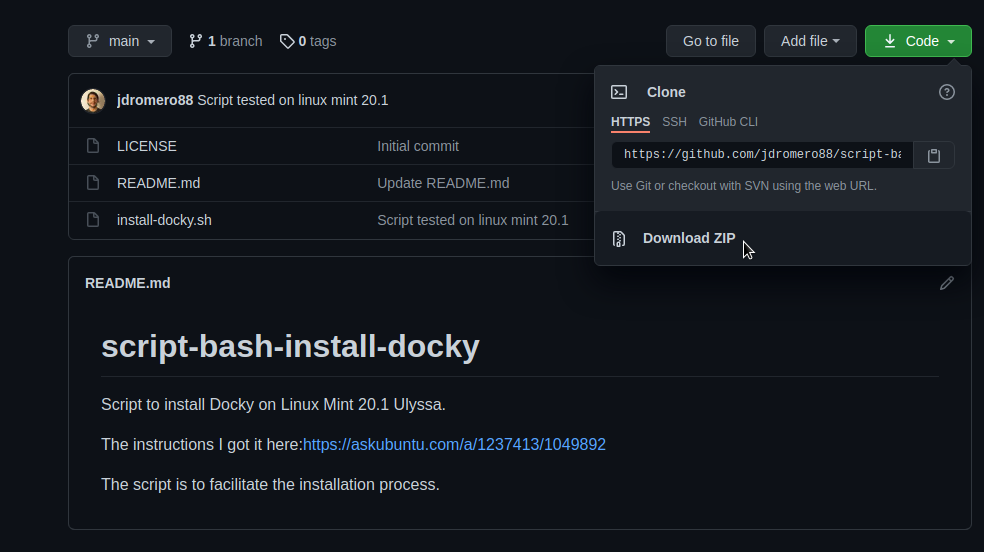 main 1 branch 0 tags Go to file Add file Code
jdromero88 Script tested on linux mint 20.1
LICENSE Initial commit
README.md Update README.md
install-docky.sh Script tested on linux mint 20.1
Clone
HTTPS SSH GitHub CLI
https://github.com/jdromero88/script-ba
Use Git or checkout with SVN using the web URL.
Download ZIP
README.md
script-bash-install-docky
Script to install Docky on Linux Mint 20.1 Ulyssa.
The instructions I got it here:https://askubuntu.com/a/1237413/1049892
The script is to facilitate the installation process.